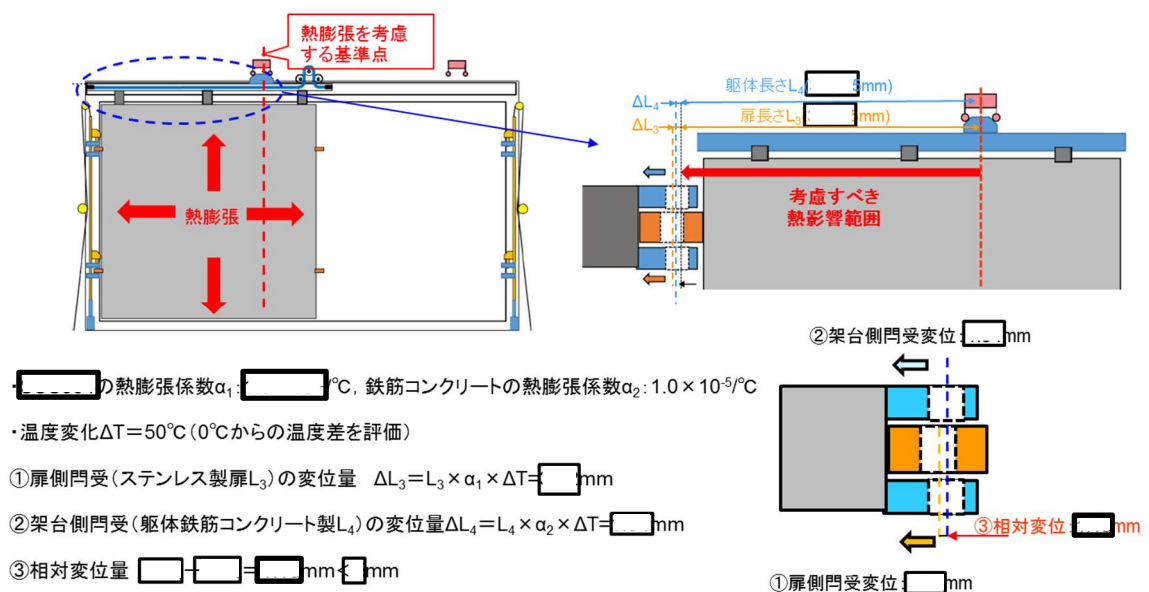 熱膨張を考慮
する基準点
熱膨張
躯体長さL4( 5mm)
ΔL4
扉長さL3 5mm)
ΔL3
考慮すべき
熱影響範囲
②架台側閂受変位: mm
・ の熱膨張係数α1: /℃, 鉄筋コンクリートの熱膨張係数α2:1.0×10-5/℃
・温度変化ΔT=50℃(0℃からの温度差を評価)
①扉側閂受(ステンレス製扉L3)の変位量 ΔL3=L3×α1×ΔT= mm
②架台側閂受(躯体鉄筋コンクリート製L4)の変位量ΔL4=L4×α2×ΔT= mm
③相対変位量 - = mm< mm
③相対変位: mm
①扉側閂受変位: mm